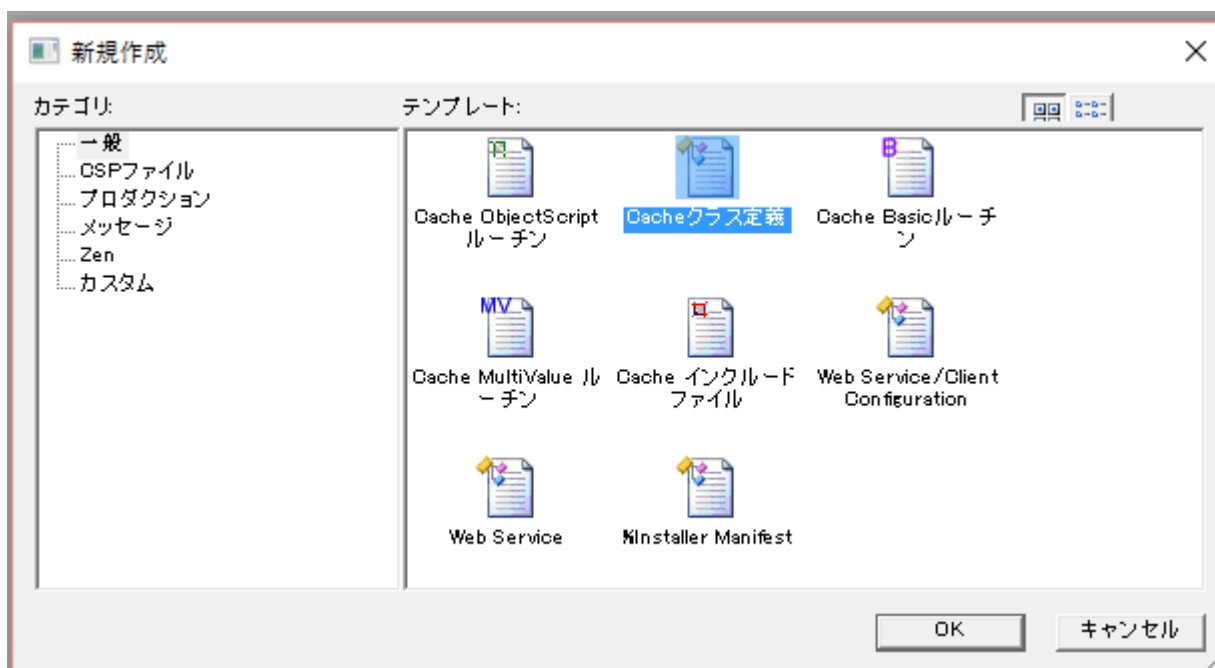 新規作成
カテゴリ:
テンプレート:
一般
CSPファイル
プロダクション
メッセージ
Zen
カスタム
Cache ObjectScript
ルーチン
Cacheクラス定義
Cache Basicルーチ
ン
MV
Cache MultiValue ル
ーチン
Cache インクルード
ファイル
Web Service/Client
Configuration
B
Web Service
%Installer Manifest
OK
キャンセル